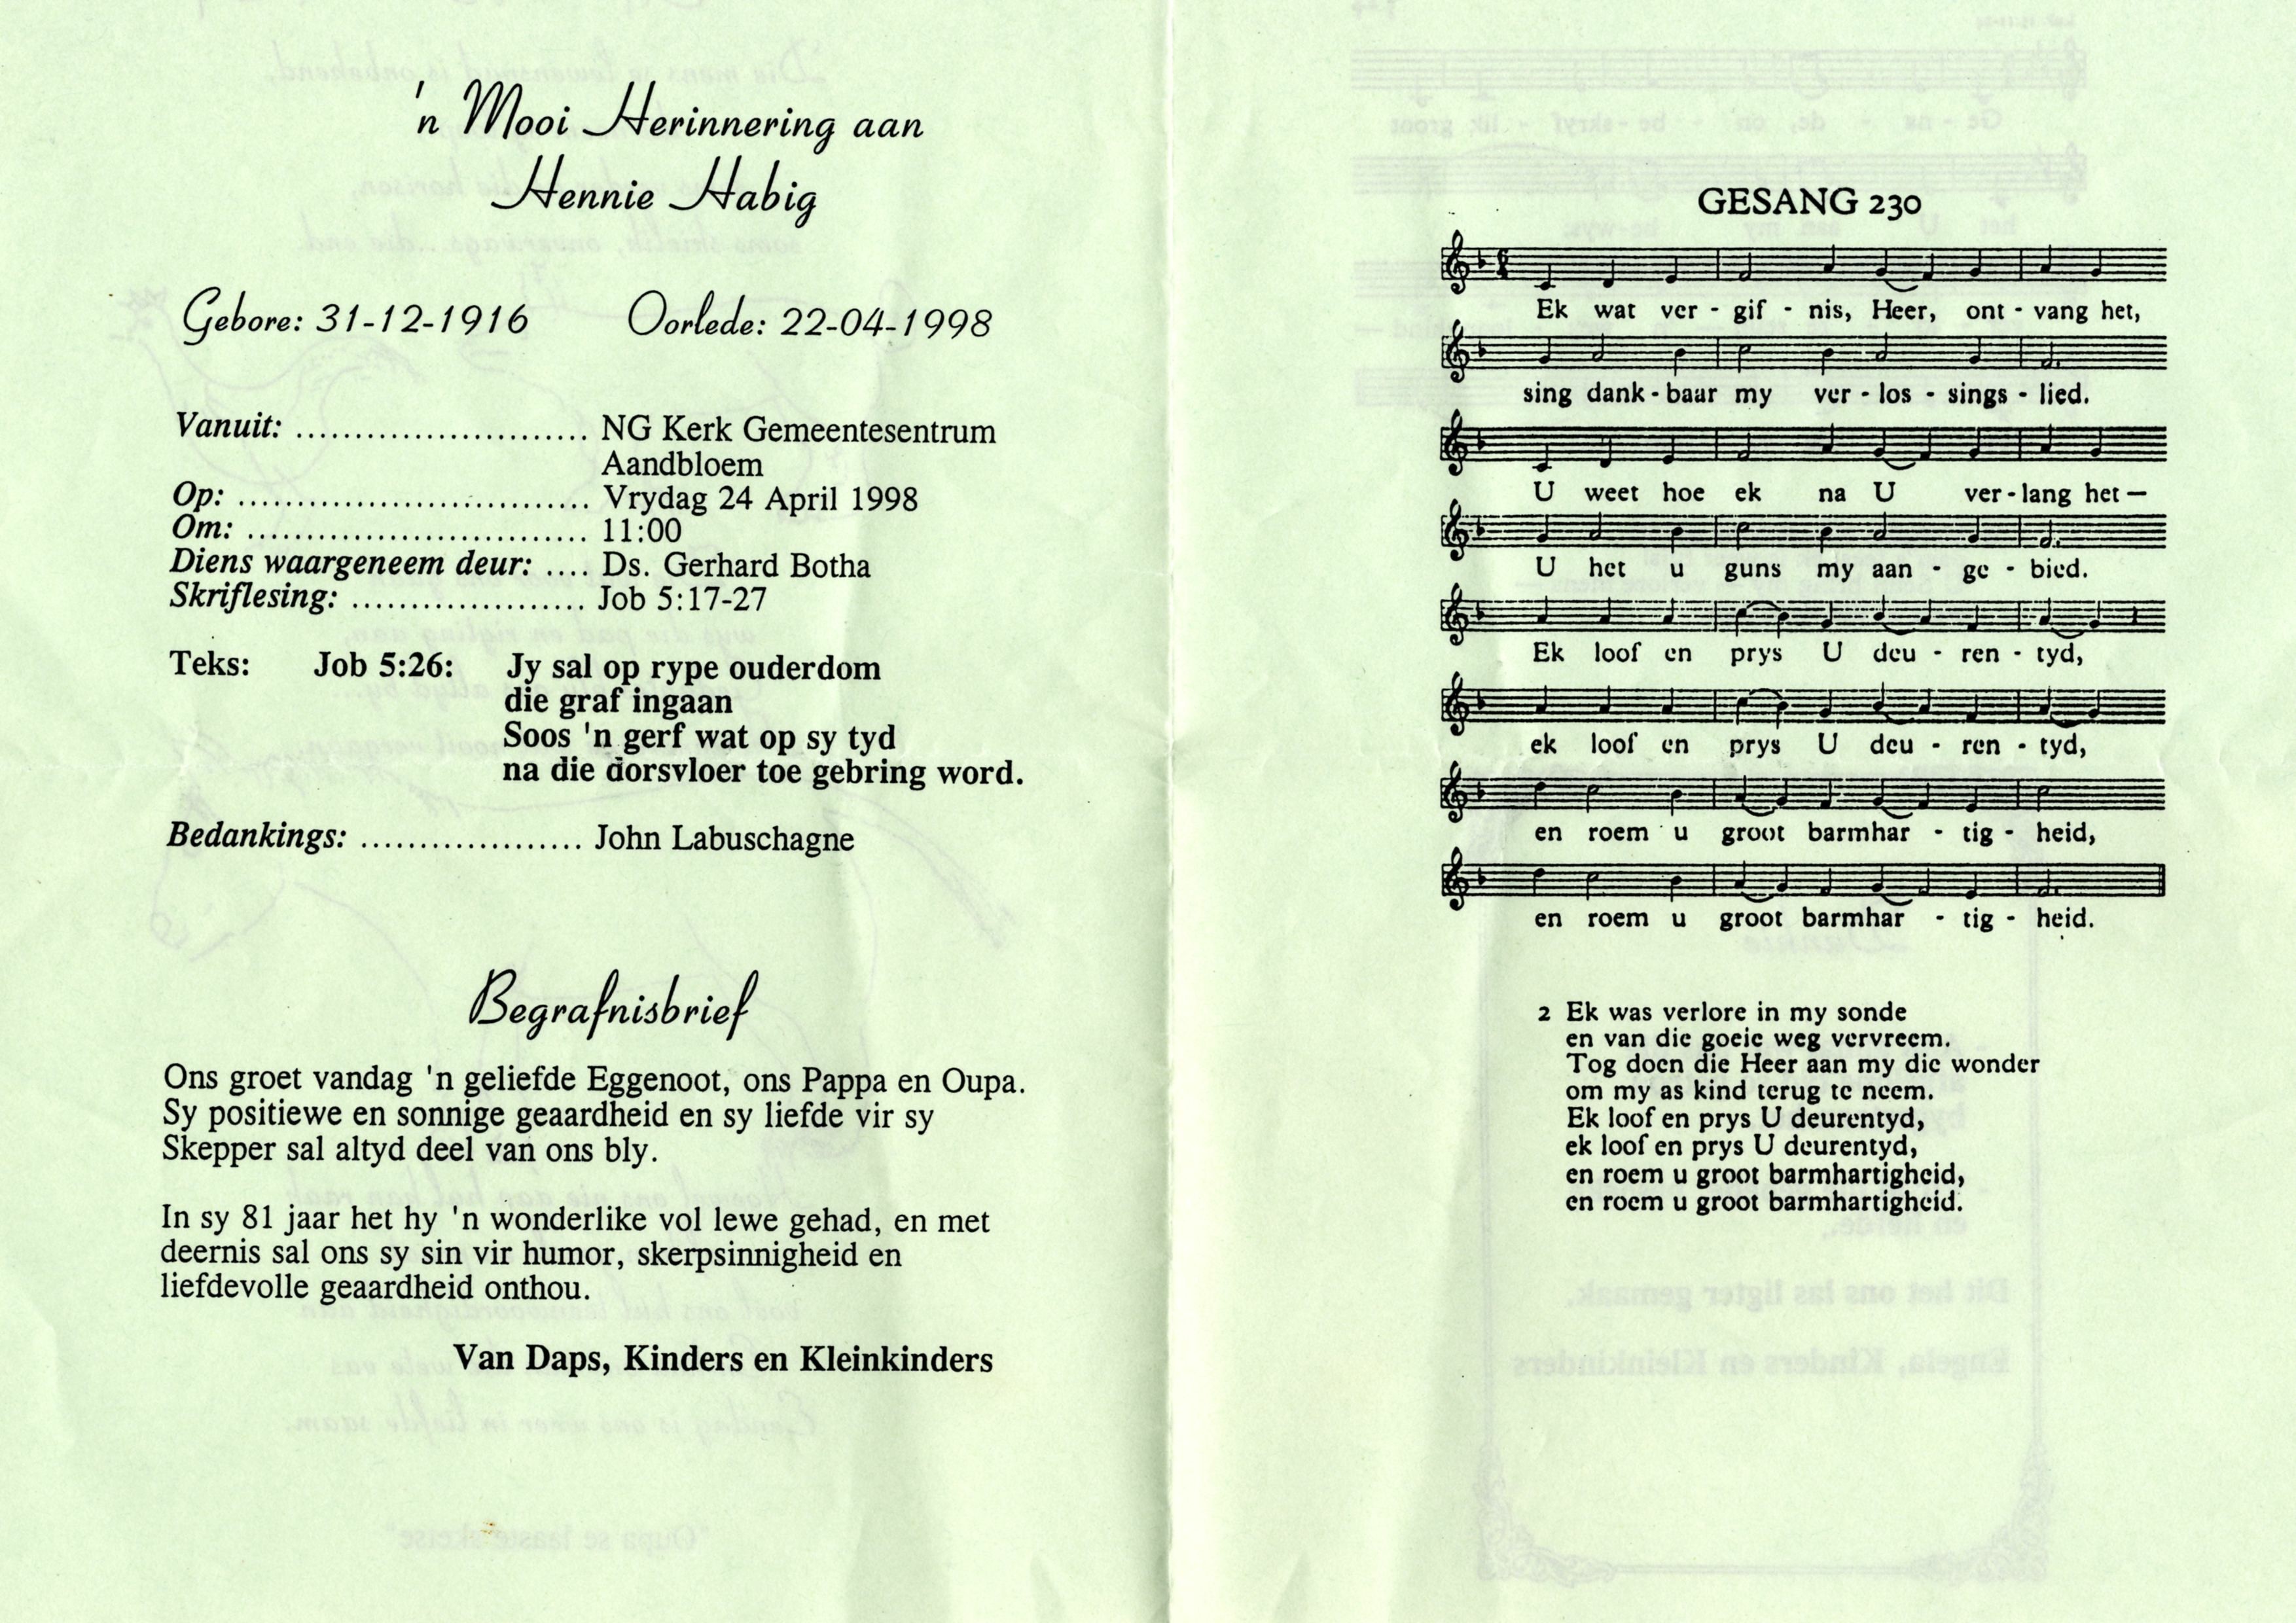 'n Mooi Herinnering aan
Hennie Habig
Gebore: 31-12-1916 Oorlede: 22-04-1998
Vanuit: ........................ NG Kerk Gemeentesentrum
Aandbloem
Op: ............................. Vrydag 24 April 1998
Om: ............................ 11:00
Diens waargeneem deur: .... Ds. Gerhard Botha
Skriflesing: .................... Job 5:17-27
Teks: Job 5:26: Jy sal op rype ouderdom
die graf ingaan
Soos 'n gerf wat op sy tyd
na die dorsvloer toe gebring word.
Bedankings: ................... John Labuschagne
Begrafnisbrief
Ons groet vandag 'n geliefde Eggenoot, ons Pappa en Oupa.
Sy positiewe en sonnige geaardheid en sy liefde vir sy
Skepper sal altyd deel van ons bly.
In sy 81 jaar het hy 'n wonderlike vol lewe gehad, en met
deernis sal ons sy sin vir humor, skerpsinnigheid en
liefdevolle geaardheid onthou.
Van Daps, Kinders en Kleinkinders
GESANG 230
Ek wat ver - gif - nis, Heer, ont - vang het,
sing dank - baar my ver - los - sings - lied.
U weet hoe ek na U ver - lang het —
U het u guns my aan - ge - bied.
Ek loof en prys U deu - ren - tyd,
ek loof en prys U deu - ren - tyd,
en roem u groot barmhar - tig - heid,
en roem u groot barmhar - tig - heid.
2 Ek was verlore in my sonde
en van die goeie weg vervreem.
Tog doen die Heer aan my die wonder
om my as kind terug te neem.
Ek loof en prys U deurentyd,
ek loof en prys U deurentyd,
en roem u groot barmhartigheid,
en roem u groot barmhartigheid.